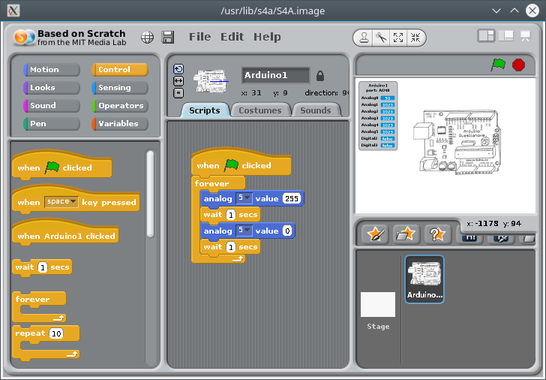 /usr/lib/s4a/S4A.image
Based on Scratch
from the MIT Media Lab
File Edit Help
Motion
Control
Looks
Sensing
Sound
Operators
Pen
Variables
when clicked
when space key pressed
when Arduino1 clicked
wait 1 secs
forever
repeat 10
Arduino1
x: 31 y: 9 direction: 9
Scripts
Costumes
Sounds
when clicked
forever
analog 5 value 255
wait 1 secs
analog 5 value 0
wait 1 secs
Arduino1
x: -1178 y: 94
Arduino...
Stage